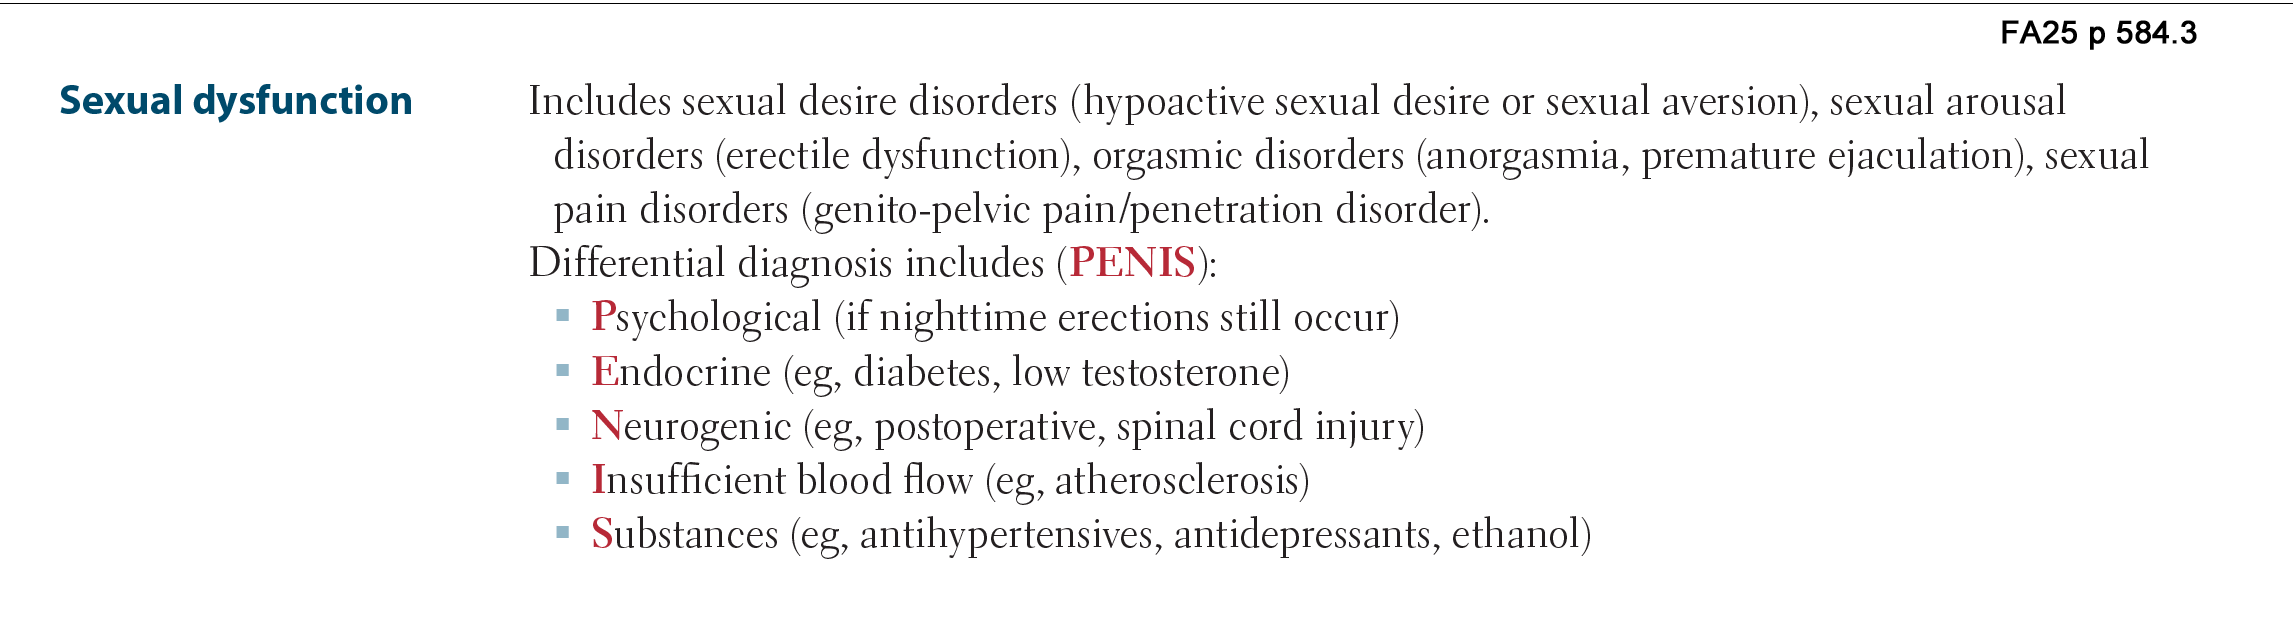 FA25 p 584.3
Sexual dysfunction
Includes sexual desire disorders (hypoactive sexual desire or sexual aversion), sexual arousal
disorders (erectile dysfunction), orgasmic disorders (anorgasmia, premature ejaculation), sexual
pain disorders (genito-pelvic pain/penetration disorder).
Differential diagnosis includes (PENIS):
▪ Psychological (if nighttime erections still occur)
▪ Endocrine (eg, diabetes, low testosterone)
▪ Neurogenic (eg, postoperative, spinal cord injury)
▪ Insufficient blood flow (eg, atherosclerosis)
▪ Substances (eg, antihypertensives, antidepressants, ethanol)